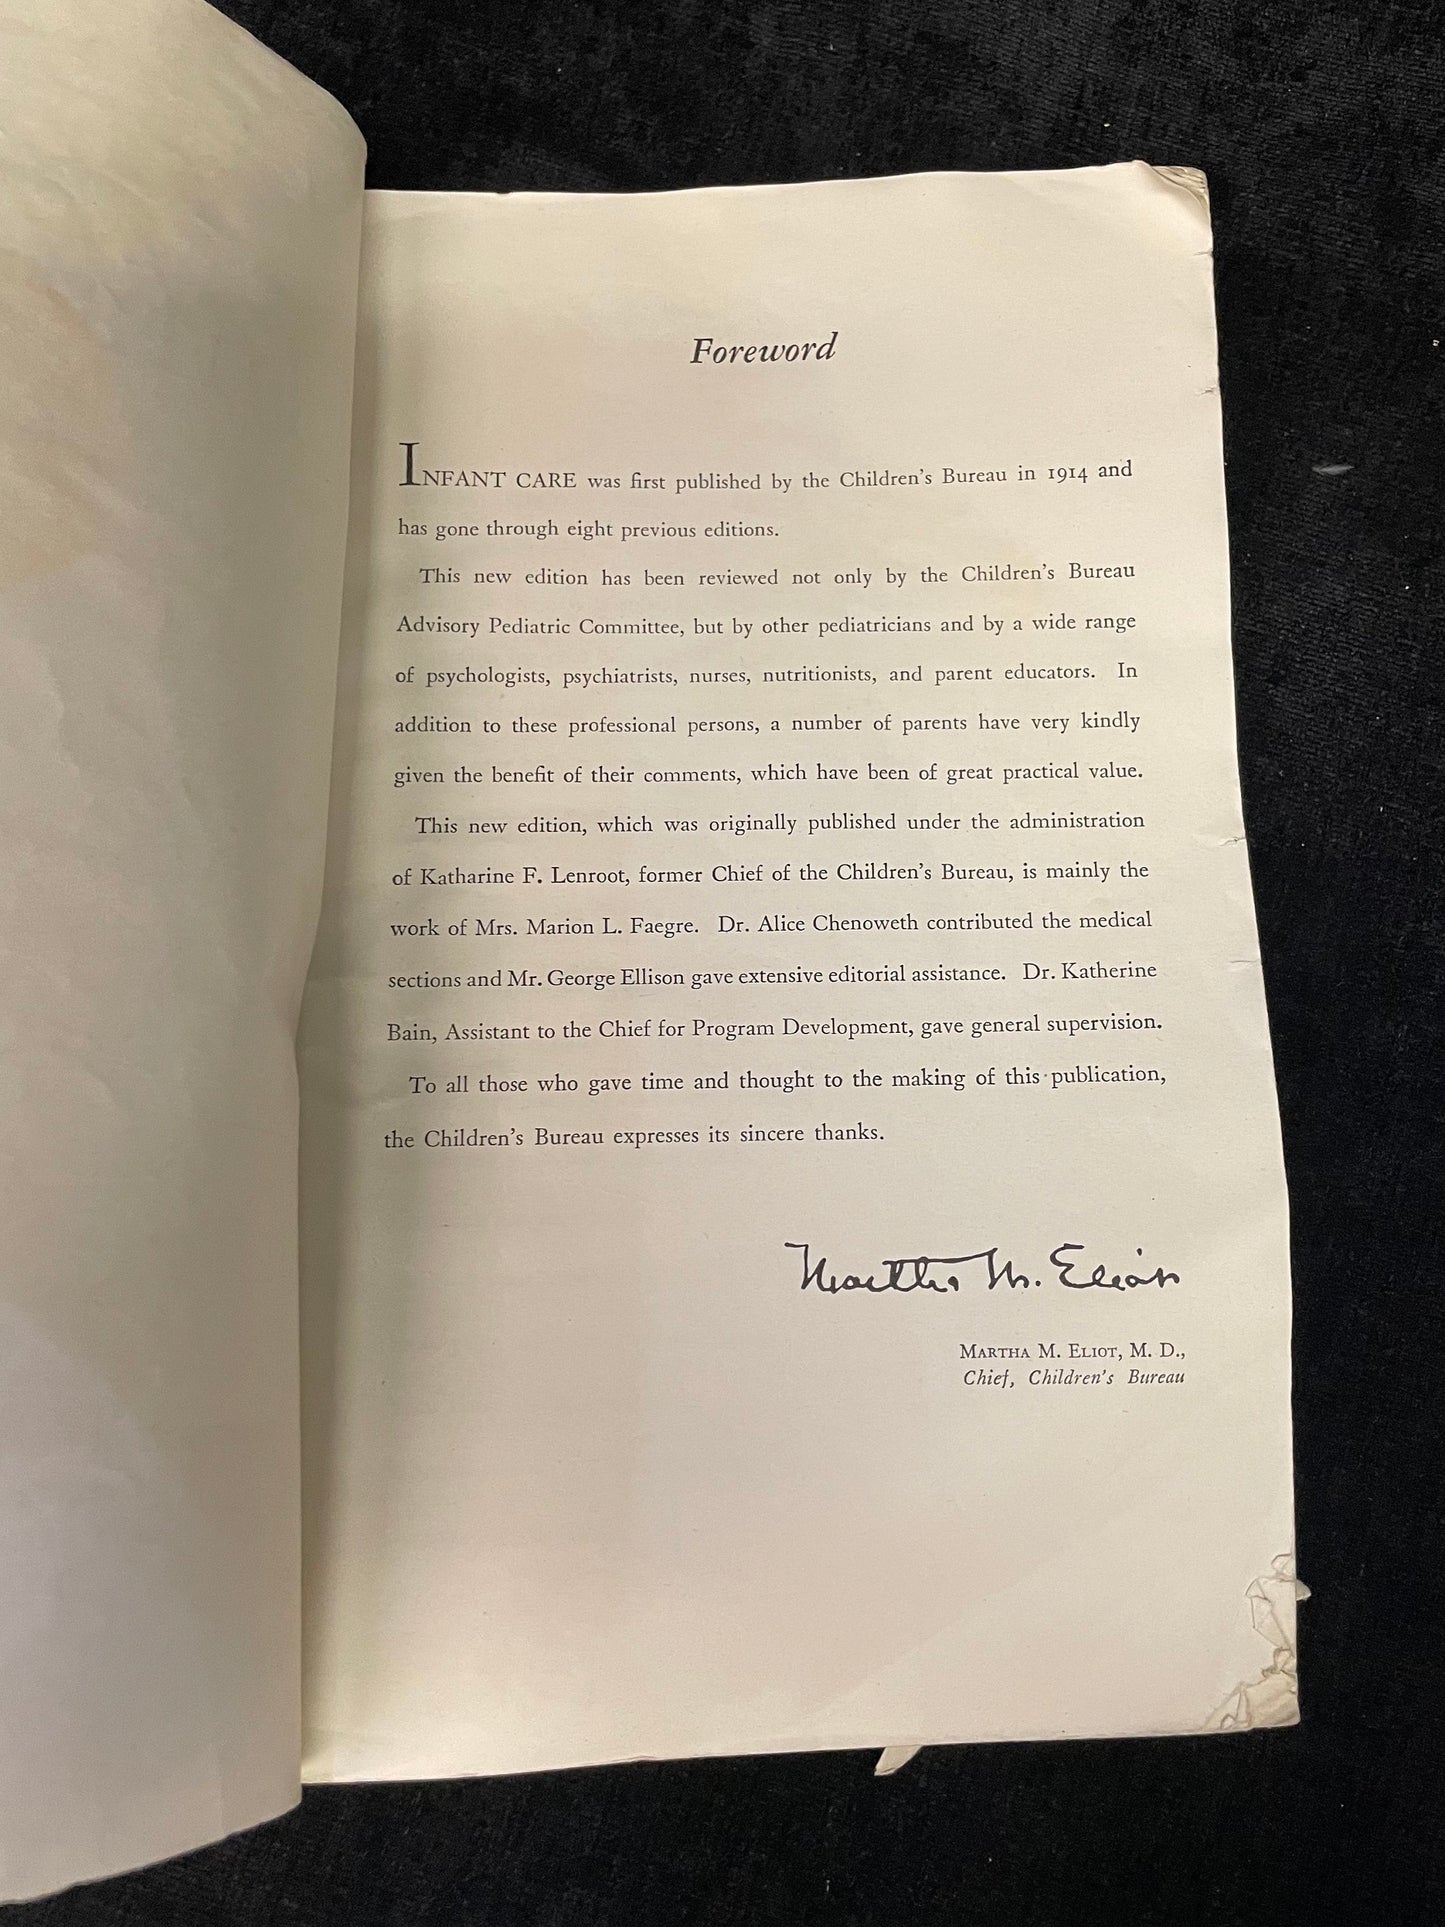 Foreword
INFANT CARE was first published by the Children's Bureau in 1914 and
has gone through eight previous editions.
This new edition has been reviewed not only by the Children's Bureau
Advisory Pediatric Committee, but by other pediatricians and by a wide range
of psychologists, psychiatrists, nurses, nutritionists, and parent educators. In
addition to these professional persons, a number of parents have very kindly
given the benefit of their comments, which have been of great practical value.
This new edition, which was originally published under the administration
of Katharine F. Lenroot, former Chief of the Children's Bureau, is mainly the
work of Mrs. Marion L. Faegre. Dr. Alice Chenoweth contributed the medical
sections and Mr. George Ellison gave extensive editorial assistance. Dr. Katherine
Bain, Assistant to the Chief for Program Development, gave general supervision.
To all those who gave time and thought to the making of this publication,
the Children's Bureau expresses its sincere thanks.
Martha M. Eliot
MARTHA M. ELIOT, M. D.,
Chief, Children's Bureau